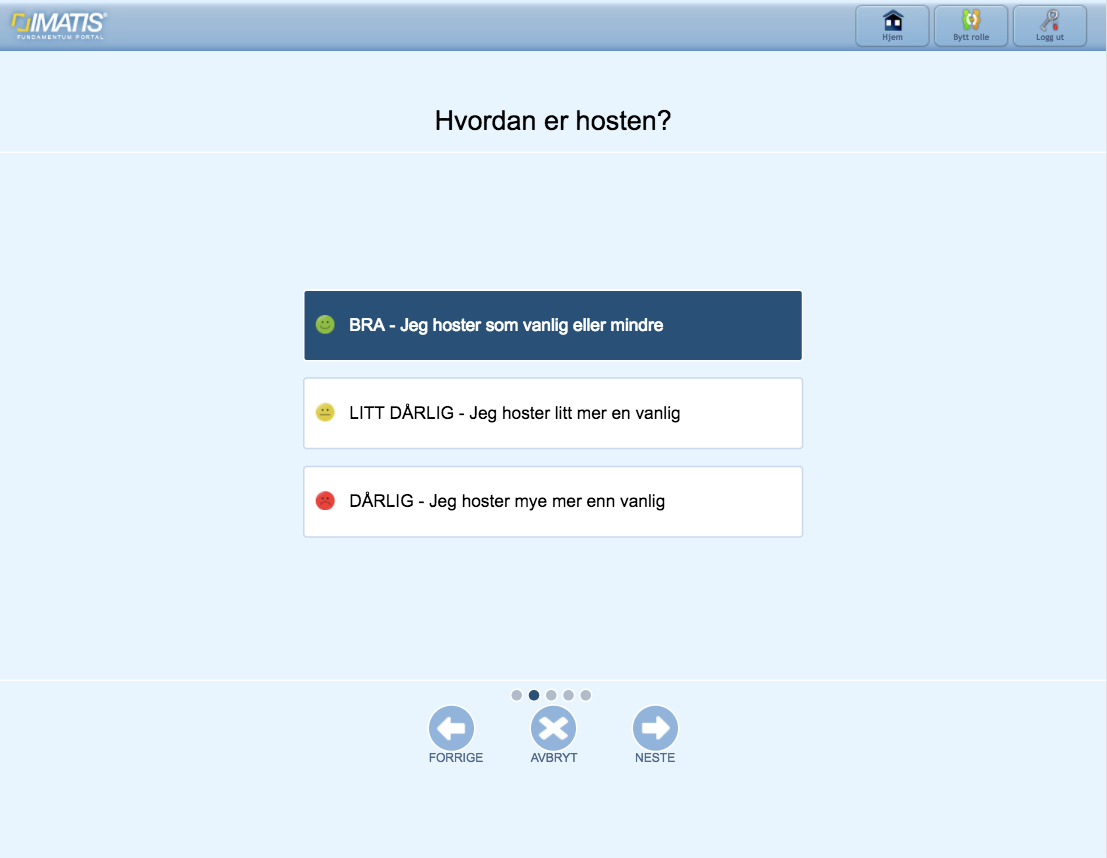 IMATIS®
FUNDAMENTUM PORTAL
Hjem
Bytt rolle
Logg ut
Hvordan er hosten?
BRA - Jeg hoster som vanlig eller mindre
LITT DÅRLIG - Jeg hoster litt mer en vanlig
DÅRLIG - Jeg hoster mye mer enn vanlig
FORRIGE
AVBRYT
NESTE